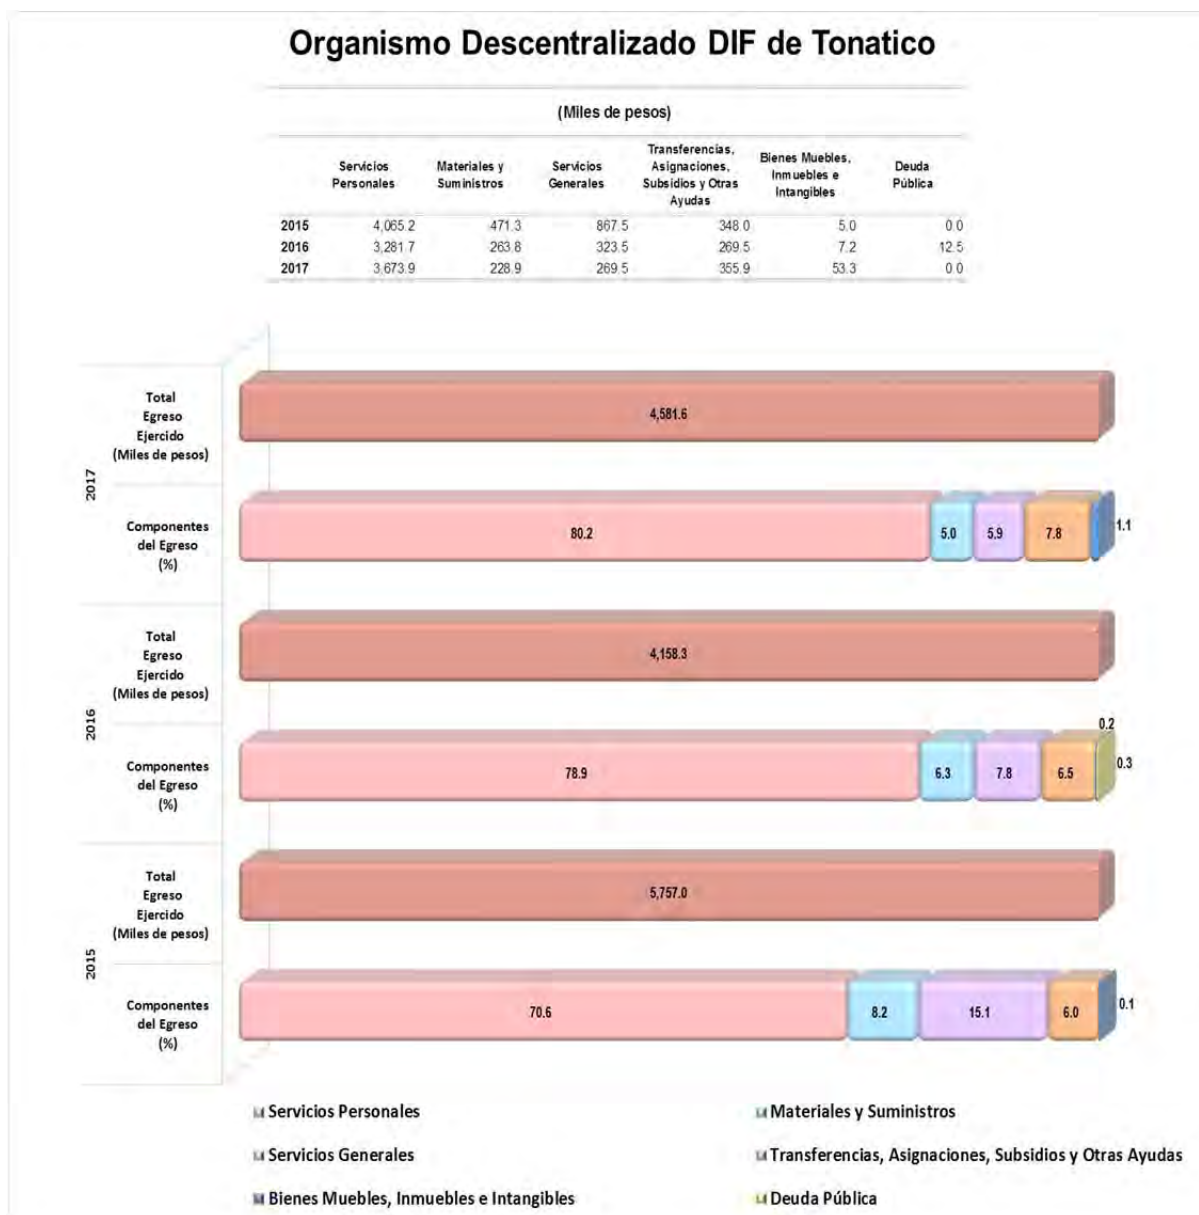 Organismo Descentralizado DIF de Tonatico
(Miles de pesos)
Servicios Personales
Materiales y Suministros
Servicios Generales
Transferencias, Asignaciones, Subsidios y Otras Ayudas
Bienes Muebles, Inmuebles e Intangibles
Deuda Pública
2015 4,065.2 471.3 867.5 348.0 5.0 0.0
2016 3,281.7 263.8 323.5 269.5 7.2 12.5
2017 3,673.9 228.9 269.5 355.9 53.3 0.0
2017
Total
Egreso
Ejercido
(Miles de pesos)
4,581.6
Componentes
del Egreso
(%)
80.2 5.0 5.9 7.8 1.1
2016
Total
Egreso
Ejercido
(Miles de pesos)
4,158.3
Componentes
del Egreso
(%)
78.9 6.3 7.8 6.5 0.2 0.3
2015
Total
Egreso
Ejercido
(Miles de pesos)
5,757.0
Componentes
del Egreso
(%)
70.6 8.2 15.1 6.0 0.1
Servicios Personales
Materiales y Suministros
Servicios Generales
Transferencias, Asignaciones, Subsidios y Otras Ayudas
Bienes Muebles, Inmuebles e Intangibles
Deuda Pública